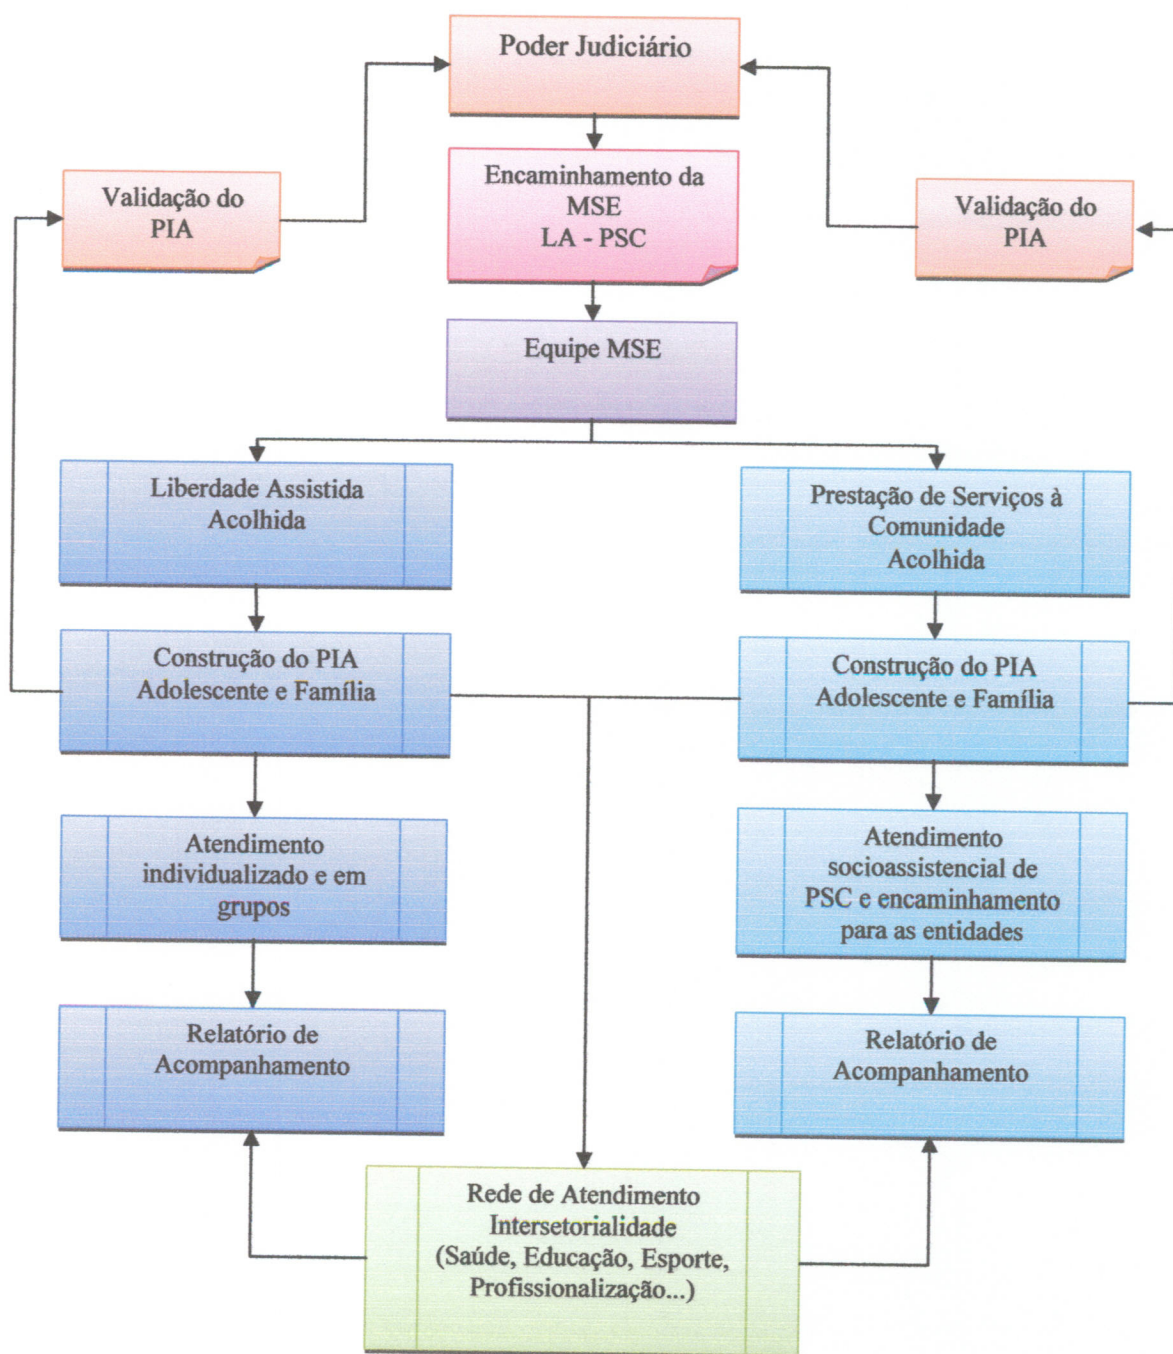 Poder Judiciário
Encaminhamento da
MSE
LA - PSC
Validação do
PIA
Validação do
PIA
Equipe MSE
Liberdade Assistida
Acolhida
Prestação de Serviços à
Comunidade
Acolhida
Construção do PIA
Adolescente e Família
Construção do PIA
Adolescente e Família
Atendimento
individualizado e em
grupos
Atendimento
socioassistencial de
PSC e encaminhamento
para as entidades
Relatório de
Acompanhamento
Relatório de
Acompanhamento
Rede de Atendimento
Intersetorialidade
(Saúde, Educação, Esporte,
Profissionalização...)